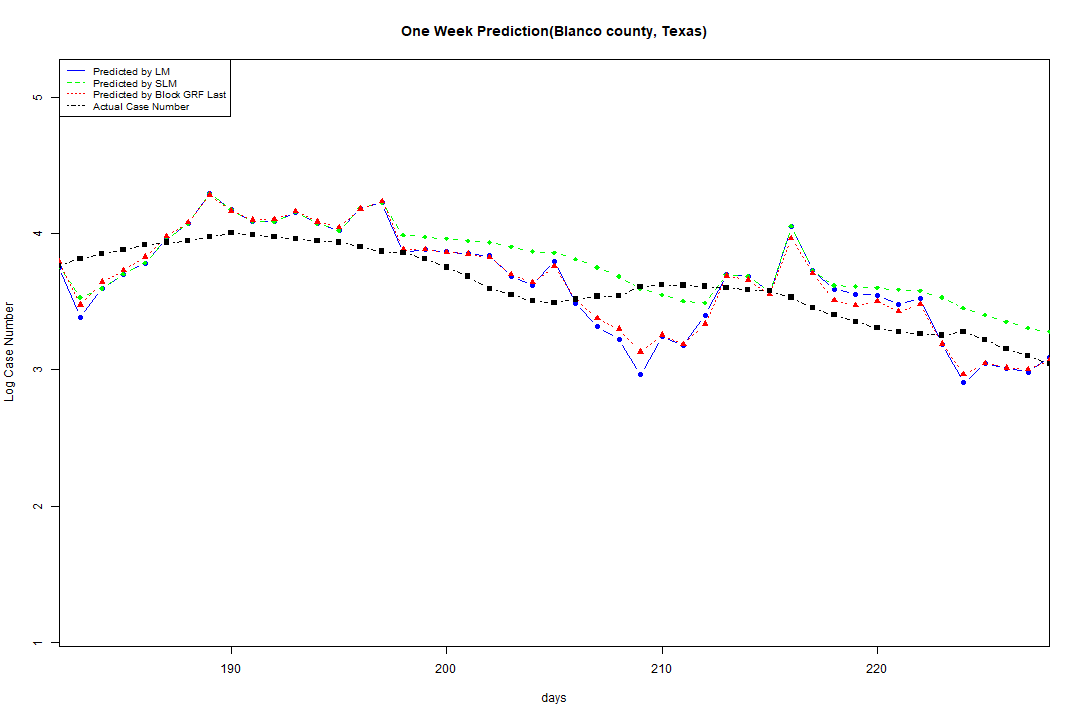 One Week Prediction(Blanco county, Texas)
Predicted by LM
Predicted by SLM
Predicted by Block GRF Last
Actual Case Number
5
4
3
2
1
Log Case Number
190
200
210
220
days